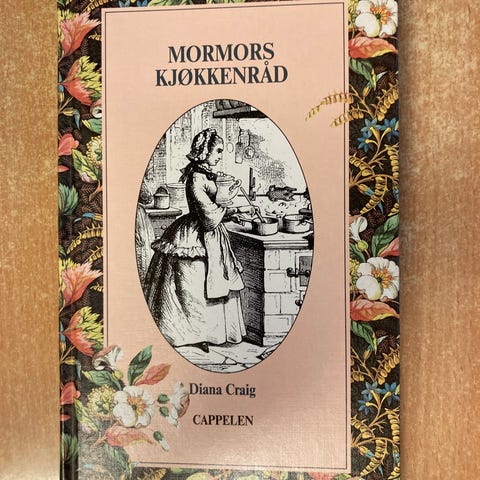 MORMORS
KJØKKENRÅD
Diana Craig
CAPPELEN